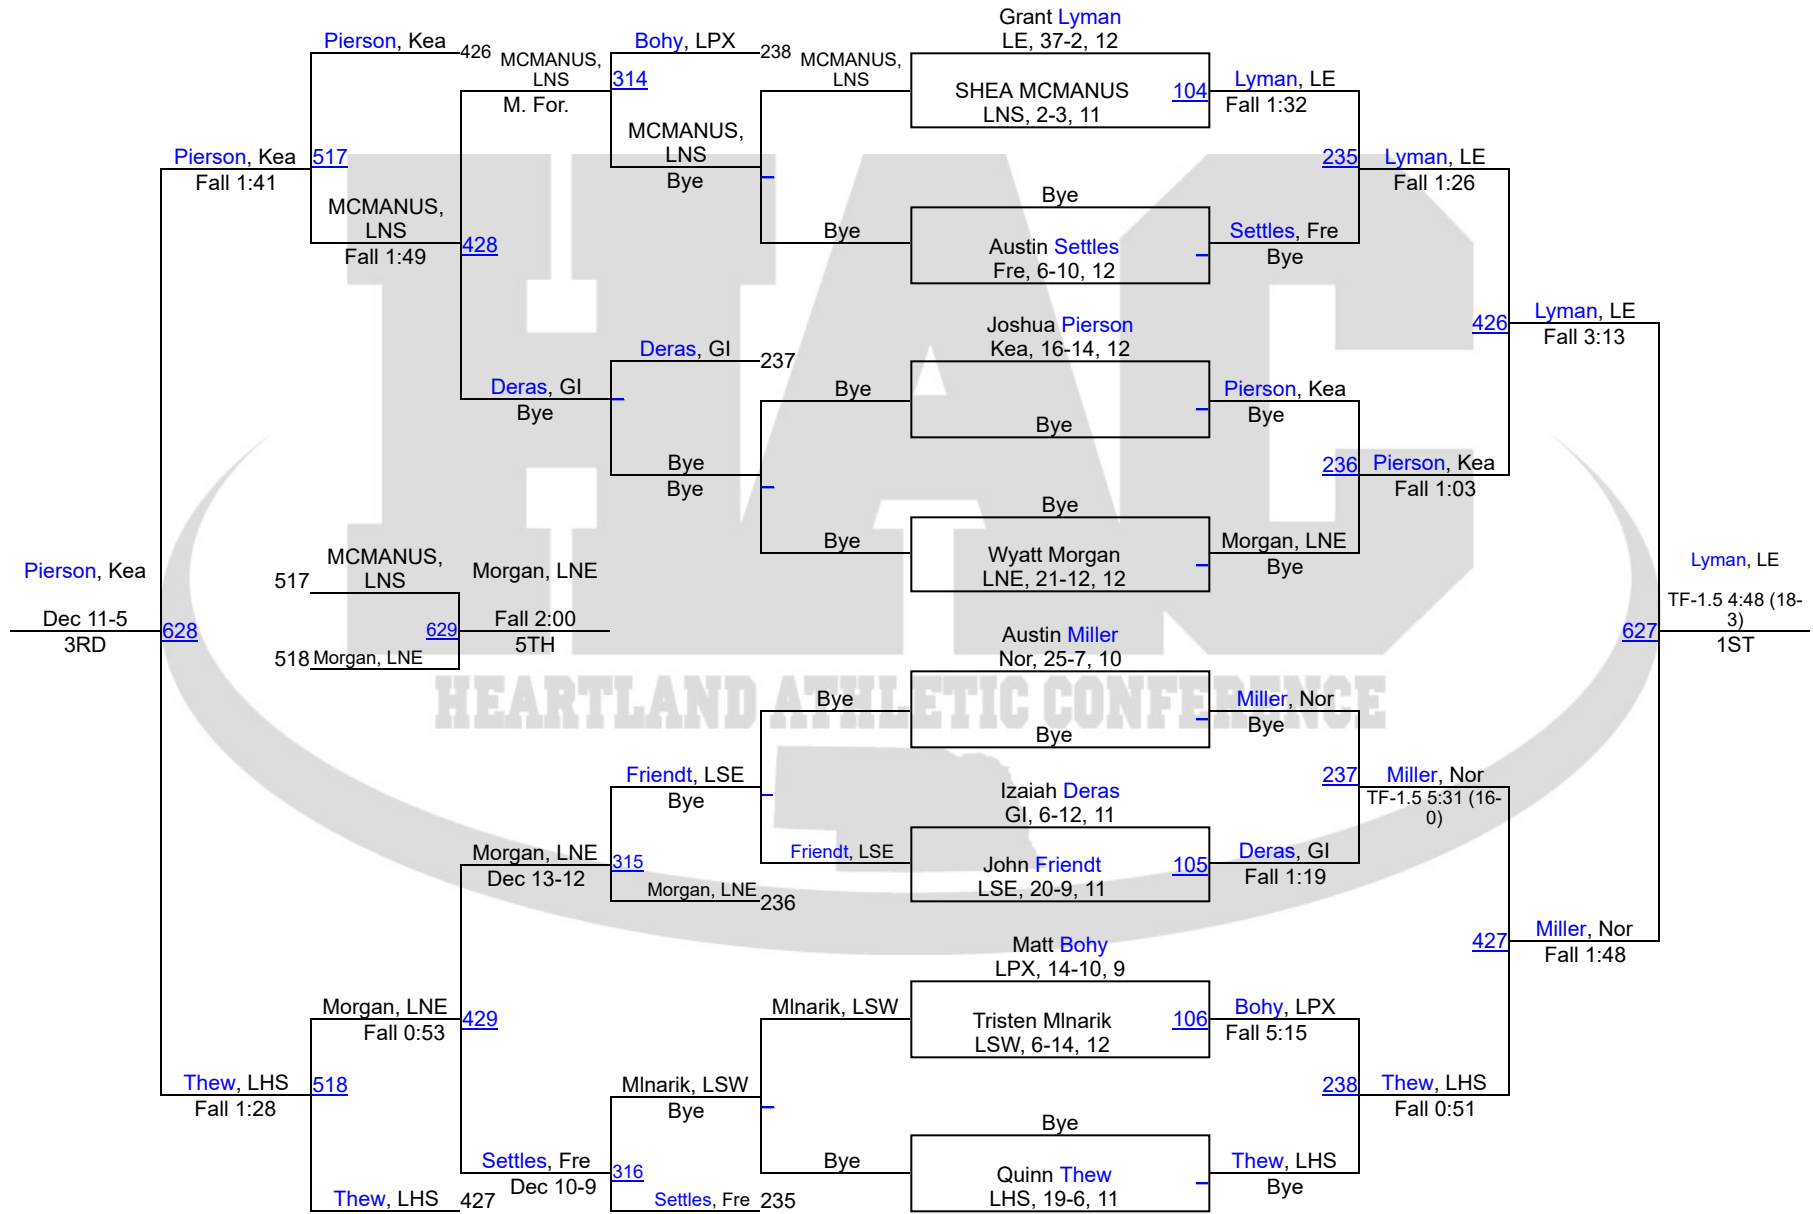 Grant Lyman
LE, 37-2, 12
Pierson, Kea
426
MCMANUS,
LNS
M. For.
Bohy, LPX
238
314
MCMANUS,
LNS
SHEA MCMANUS
LNS, 2-3, 11
104
Lyman, LE
Fall 1:32
MCMANUS,
LNS
Bye
Pierson, Kea
Fall 1:41
517
235
Lyman, LE
Fall 1:26
MCMANUS,
LNS
Fall 1:49
428
Bye
Bye
Austin Settles
Fre, 6-10, 12
Settles, Fre
Bye
Joshua Pierson
Kea, 16-14, 12
426
Lyman, LE
Fall 3:13
Deras, GI
237
Deras, GI
Bye
Bye
Bye
Pierson, Kea
Bye
Bye
Bye
236
Pierson, Kea
Fall 1:03
Bye
Bye
Wyatt Morgan
LNE, 21-12, 12
Morgan, LNE
Bye
Pierson, Kea
Dec 11-5
3RD
628
517
MCMANUS,
LNS
518
Morgan, LNE
629
Morgan, LNE
Fall 2:00
5TH
Lyman, LE
TF-1.5 4:48 (18-
3)
1ST
627
Austin Miller
Nor, 25-7, 10
HEARTLAND ATHLETIC CONFERENCE
HAC
Bye
Bye
Miller, Nor
Bye
Friendt, LSE
Bye
Izaiah Deras
GI, 6-12, 11
237
Miller, Nor
TF-1.5 5:31 (16-
0)
Morgan, LNE
Dec 13-12
315
Friendt, LSE
John Friendt
LSE, 20-9, 11
105
Deras, GI
Fall 1:19
Morgan, LNE
236
Matt Bohy
LPX, 14-10, 9
427
Miller, Nor
Fall 1:48
Morgan, LNE
Fall 0:53
429
Mlnarik, LSW
Tristen Mlnarik
LSW, 6-14, 12
106
Bohy, LPX
Fall 5:15
Thew, LHS
Fall 1:28
518
Mlnarik, LSW
Bye
238
Thew, LHS
Fall 0:51
Bye
Settles, Fre
Dec 10-9
316
Bye
Quinn Thew
LHS, 19-6, 11
Thew, LHS
Bye
Thew, LHS
427
Settles, Fre
235